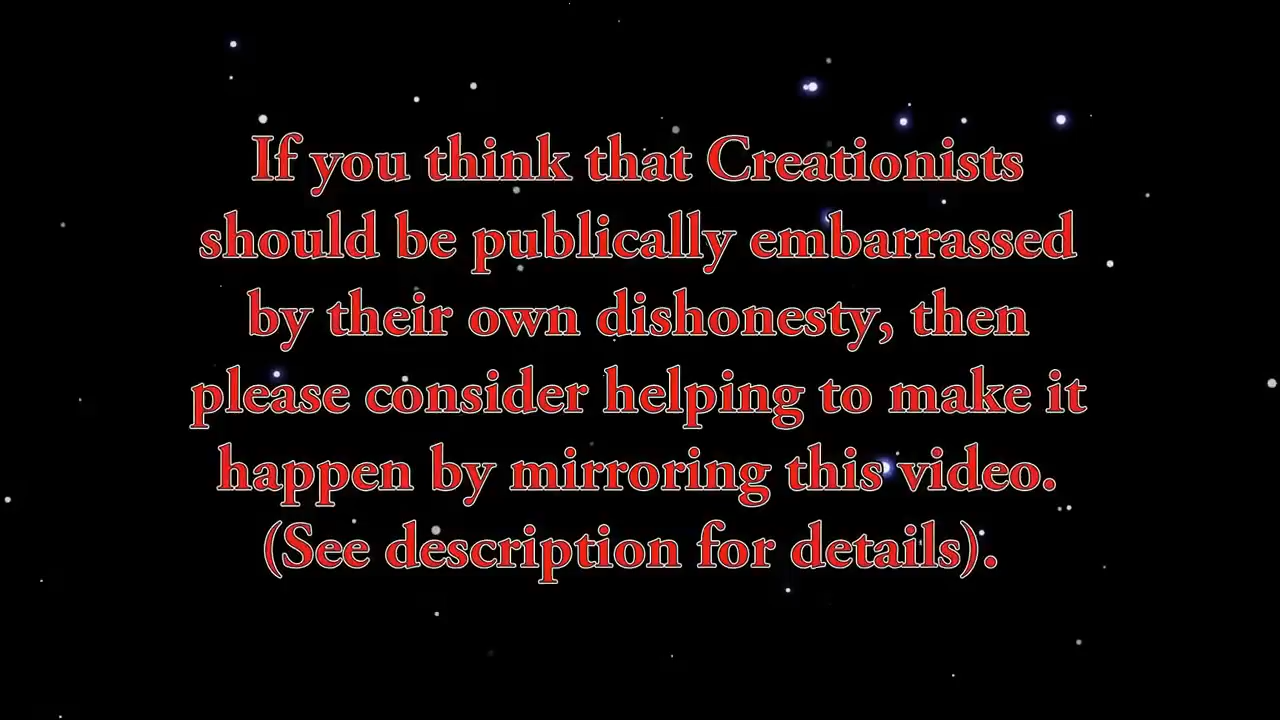 If you think that Creationists
should be publically embarrassed
by their own dishonesty, then
please consider helping to make it
happen by mirroring this video.
(See description for details).